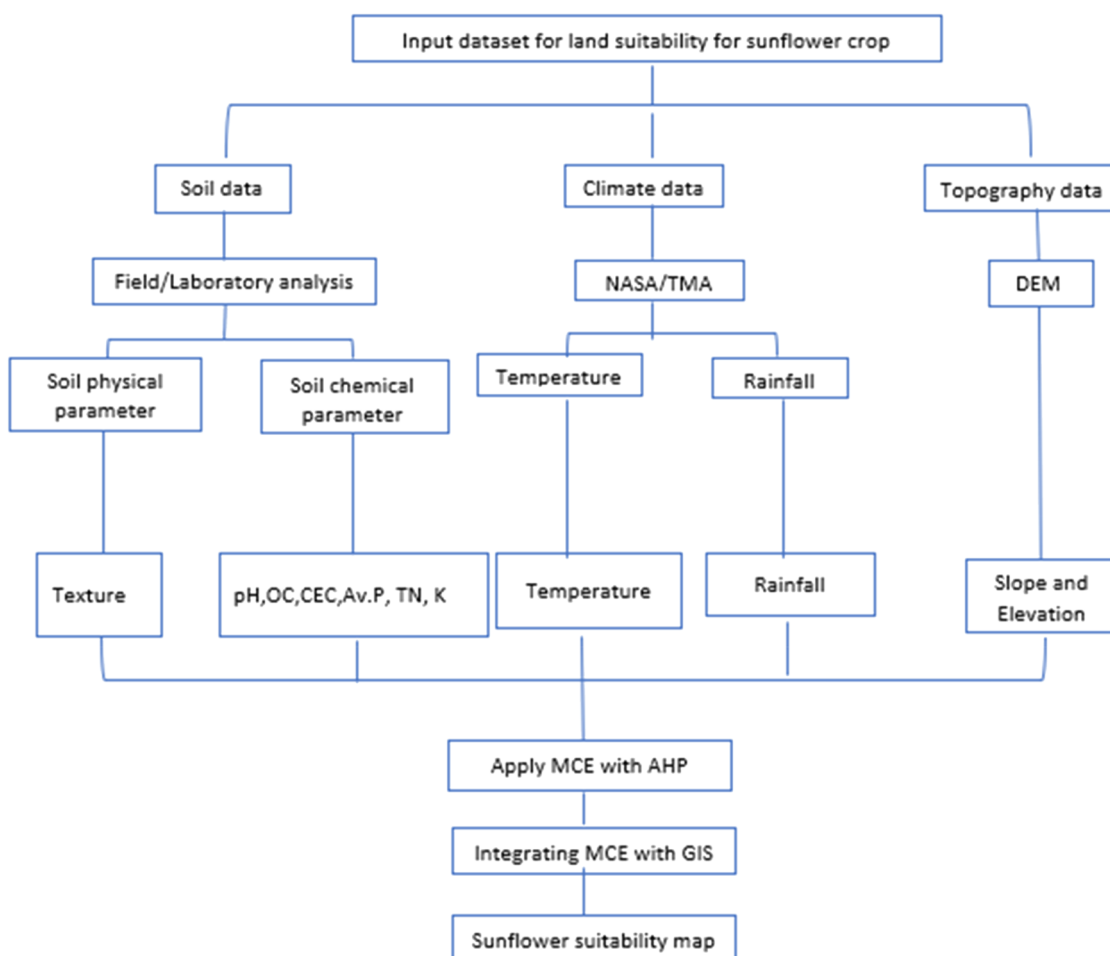 Input dataset for land suitability for sunflower crop
Soil data
Climate data
Topography data
Field/Laboratory analysis
NASA/TMA
DEM
Soil physical
parameter
Soil chemical
parameter
Temperature
Rainfall
Texture
pH,OC,CEC,Av.P, TN, K
Temperature
Rainfall
Slope and
Elevation
Apply MCE with AHP
Integrating MCE with GIS
Sunflower suitability map